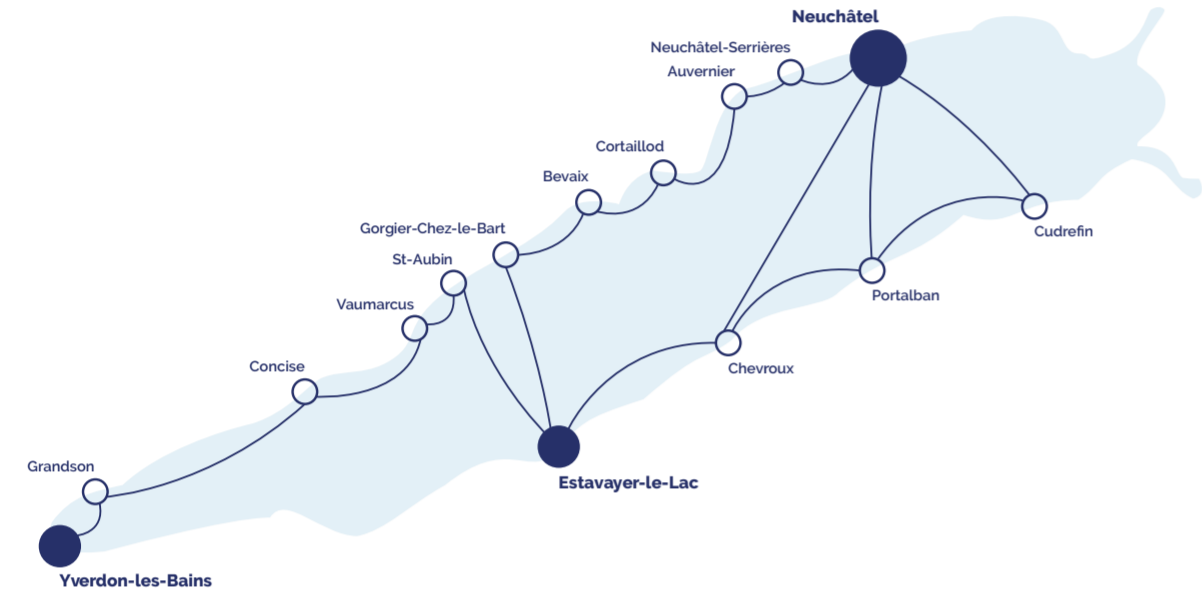 Neuchâtel
Neuchâtel-Serrières
Auvernier
Cortaillod
Bevaix
Gorgier-Chez-le-Bart
Cudrefin
St-Aubin
Portalban
Vaumarcus
Concise
Chevroux
Grandson
Estavayer-le-Lac
Yverdon-les-Bains